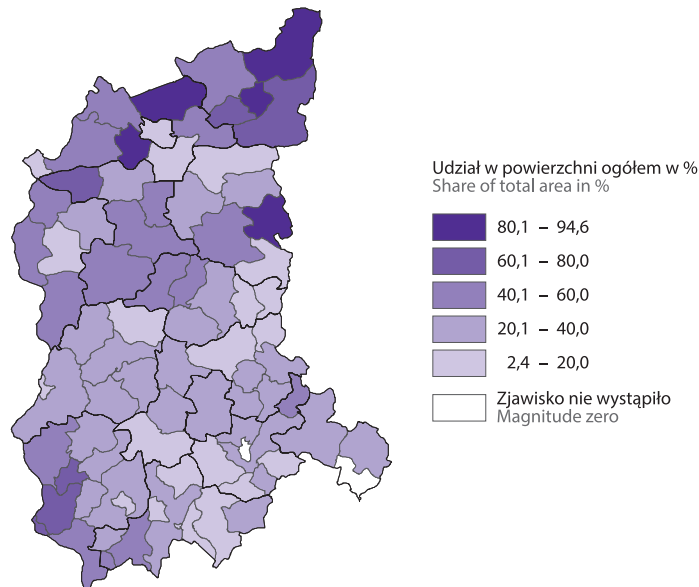 Udział w powierzchni ogółem w %
Share of total area in %
80,1 – 94,6
60,1 – 80,0
40,1 – 60,0
20,1 – 40,0
2,4 – 20,0
Zjawisko nie wystąpiło
Magnitude zero